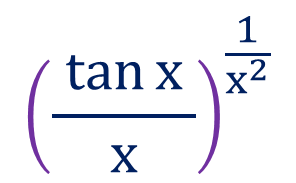 (tan x / x)^(1/x²)